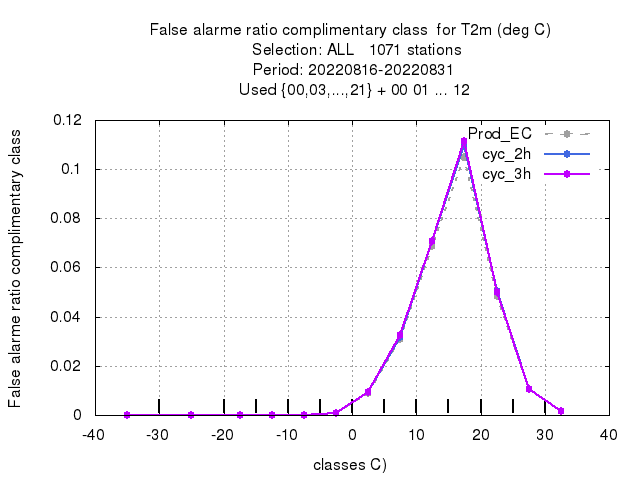 False alarme ratio complimentary class for T2m (deg C)
Selection: ALL 1071 stations
Period: 20220816-20220831
Used {00,03,...,21} + 00 01 ... 12
False alarme ratio complimentary class
0.12
0.1
0.08
0.06
0.04
0.02
0
Prod_EC
cyc_2h
cyc_3h
-40 -30 -20 -10 0 10 20 30 40
classes C)